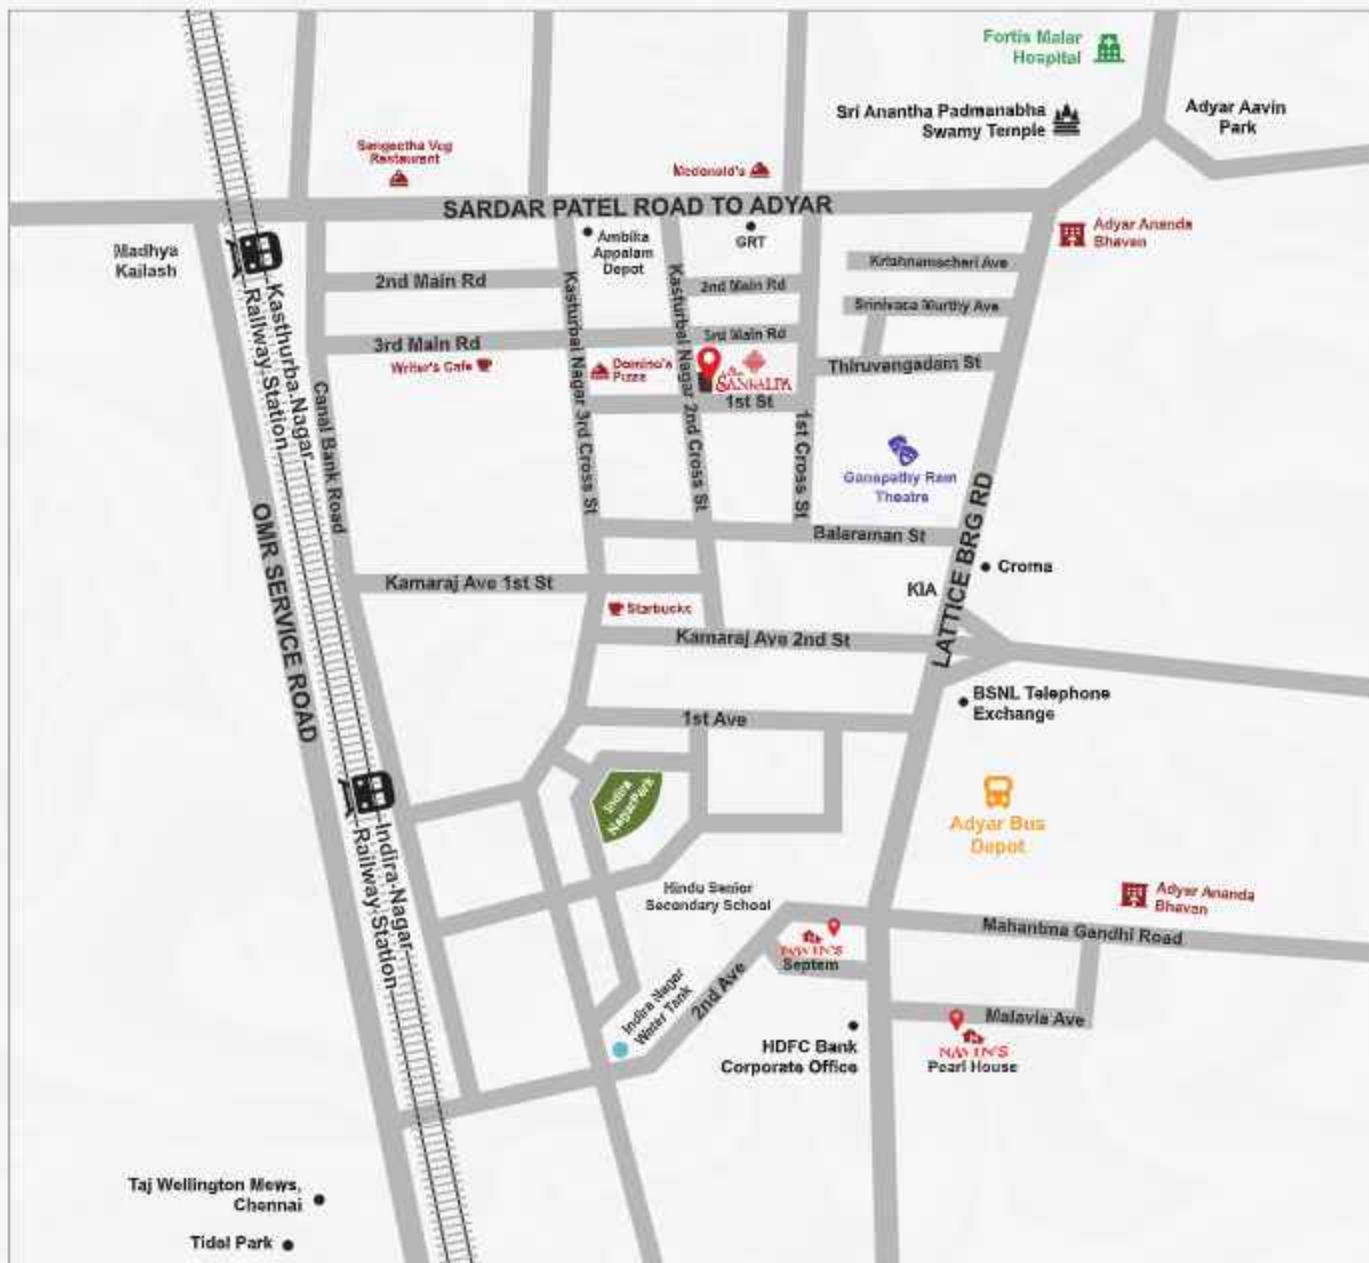 Fortis Malar
Hospital
Sri Anantha Padmanabha
Swamy Temple
Adyar Aavin
Park
Sangeetha Veg
Restaurant
Mcdonald's
SARDAR PATEL ROAD TO ADYAR
Madhya
Kailash
Ambika
Appalam
Depot
GRT
Adyar Ananda
Bhavan
Krishnamachari Ave
2nd Main Rd
2nd Main Rd
Srinivasa Murthy Ave
Kasthurba-Nagar
Railway-Station
3rd Main Rd
3rd Main Rd
Writer's Cafe
Domino's
Pizza
The
SANKALPA
Thiruvengadam St
1st St
Canal Bank Road
Kasturbai Nagar 3rd Cross St
Kasturbai Nagar 2nd Cross St
1st Cross St
Ganapathy Ram
Theatre
OMR SERVICE ROAD
LATTICE BRG RD
Balaraman St
Croma
KIA
Kamaraj Ave 1st St
Starbucks
Kamaraj Ave 2nd St
BSNL Telephone
Exchange
1st Ave
Indira
NagarPark
Adyar Bus
Depot
Indira-Nagar
Railway-Station
Hindu Senior
Secondary School
Adyar Ananda
Bhavan
Mahantma Gandhi Road
NAVIN'S
Septem
2nd Ave
Indira Nagar
Water Tank
Malavia Ave
HDFC Bank
Corporate Office
NAVIN'S
Pearl House
Taj Wellington Mews,
Chennai
Tidal Park